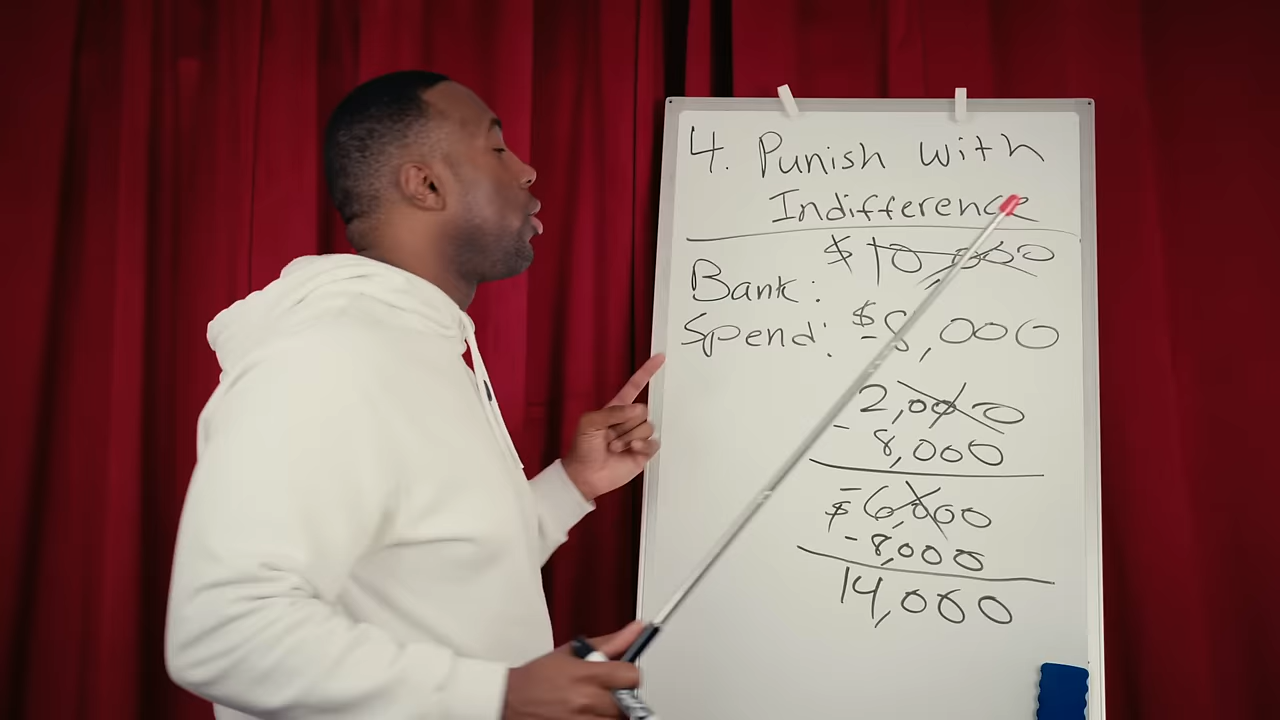 4. Punish with
Indifference
$ 10,000
Bank:
Spend: $-8,000
2,000
- 8,000
$ -6,000
- 8,000
14,000